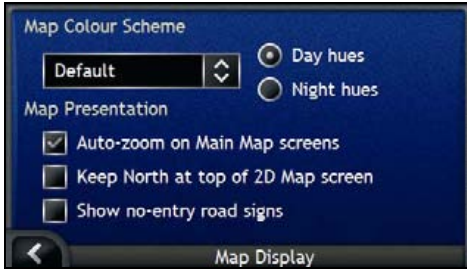 Map Colour Scheme
Default
Day hues
Night hues
Map Presentation
Auto-zoom on Main Map screens
Keep North at top of 2D Map screen
Show no-entry road signs
Map Display